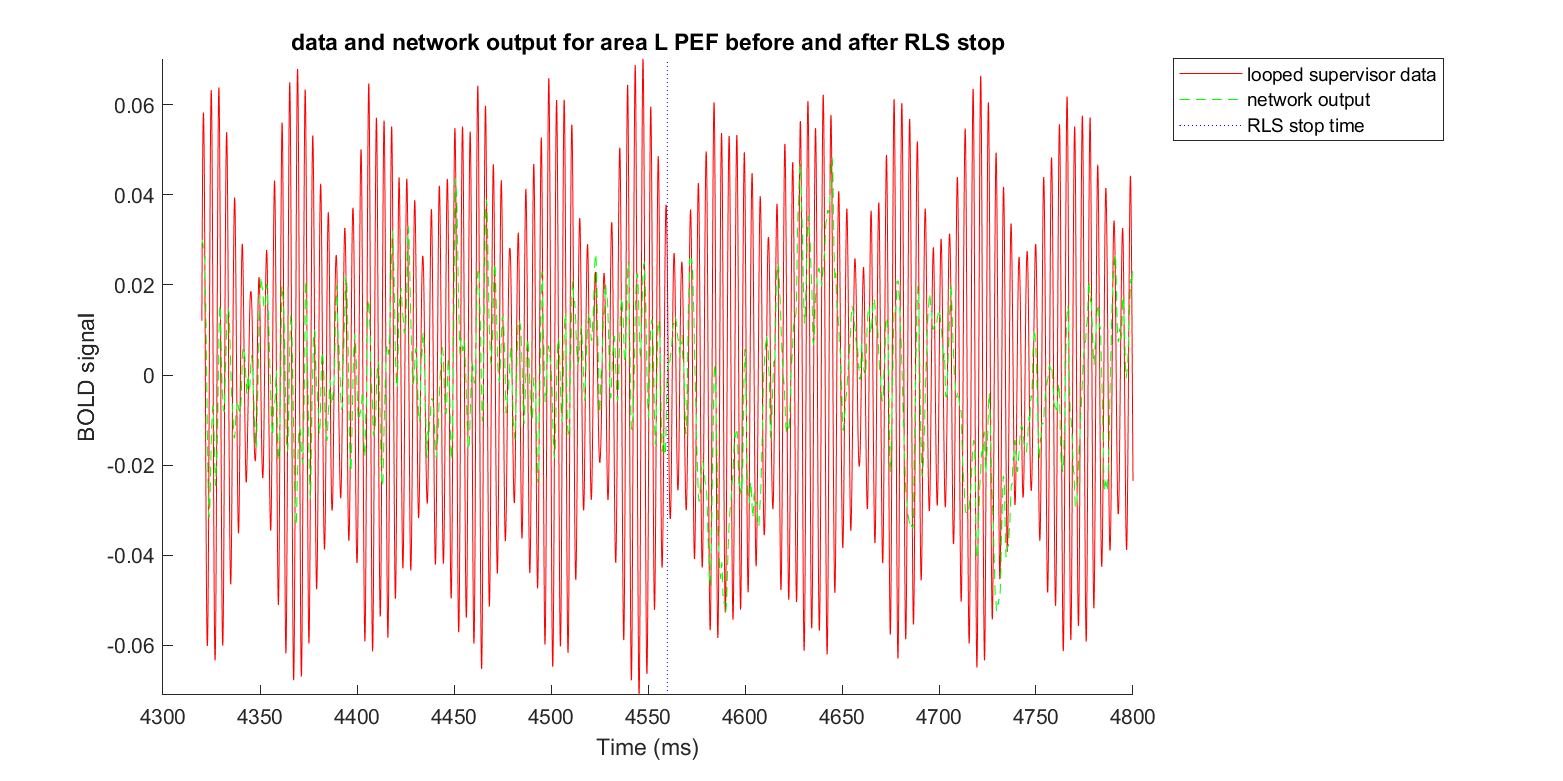 data and network output for area L PEF before and after RLS stop
looped supervisor data
network output
RLS stop time
BOLD signal
0.06
0.04
0.02
0
-0.02
-0.04
-0.06
4300 4350 4400 4450 4500 4550 4600 4650 4700 4750 4800
Time (ms)